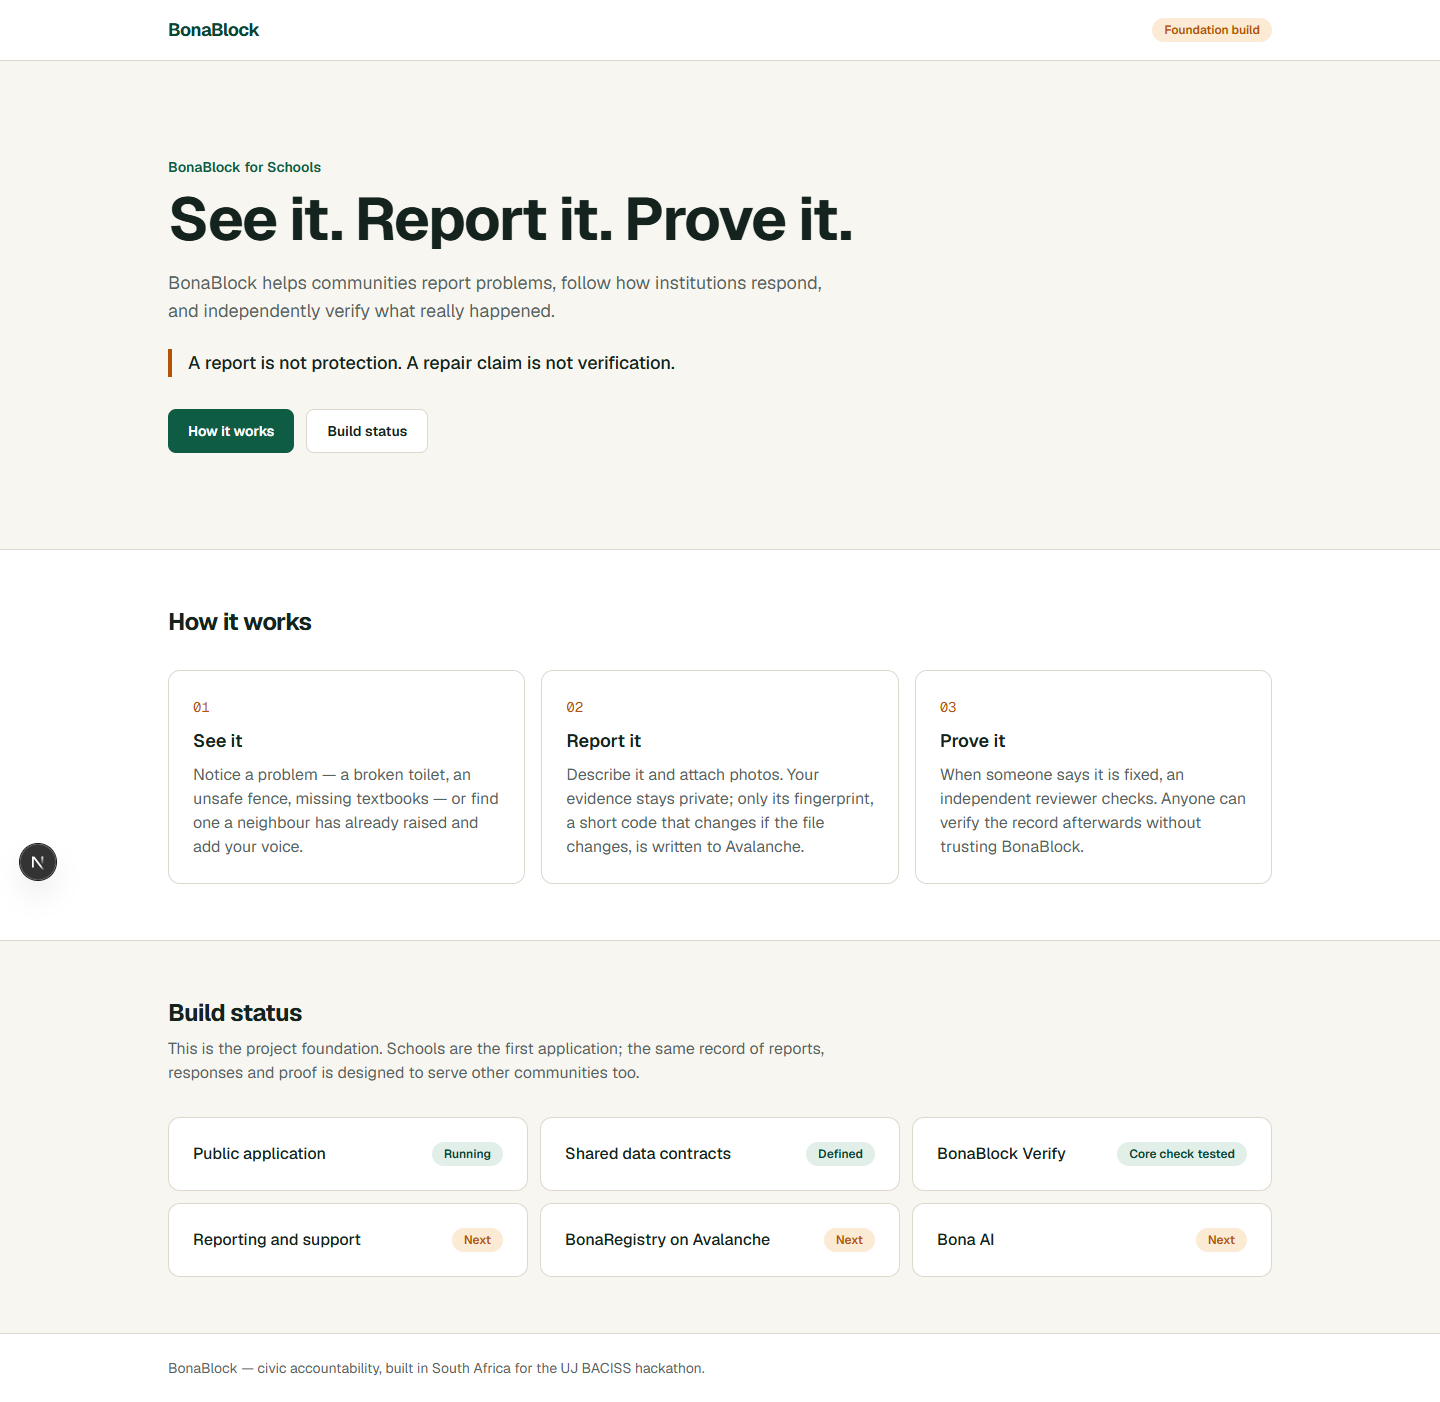 BonaBlock
Foundation build
BonaBlock for Schools
See it. Report it. Prove it.
BonaBlock helps communities report problems, follow how institutions respond,
and independently verify what really happened.
A report is not protection. A repair claim is not verification.
How it works
Build status
How it works
01
See it
Notice a problem — a broken toilet, an
unsafe fence, missing textbooks — or find
one a neighbour has already raised and
add your voice.
02
Report it
Describe it and attach photos. Your
evidence stays private; only its fingerprint,
a short code that changes if the file
changes, is written to Avalanche.
03
Prove it
When someone says it is fixed, an
independent reviewer checks. Anyone can
verify the record afterwards without
trusting BonaBlock.
N
Build status
This is the project foundation. Schools are the first application; the same record of reports,
responses and proof is designed to serve other communities too.
Public application
Running
Shared data contracts
Defined
BonaBlock Verify
Core check tested
Reporting and support
Next
BonaRegistry on Avalanche
Next
Bona AI
Next
BonaBlock — civic accountability, built in South Africa for the UJ BACISS hackathon.